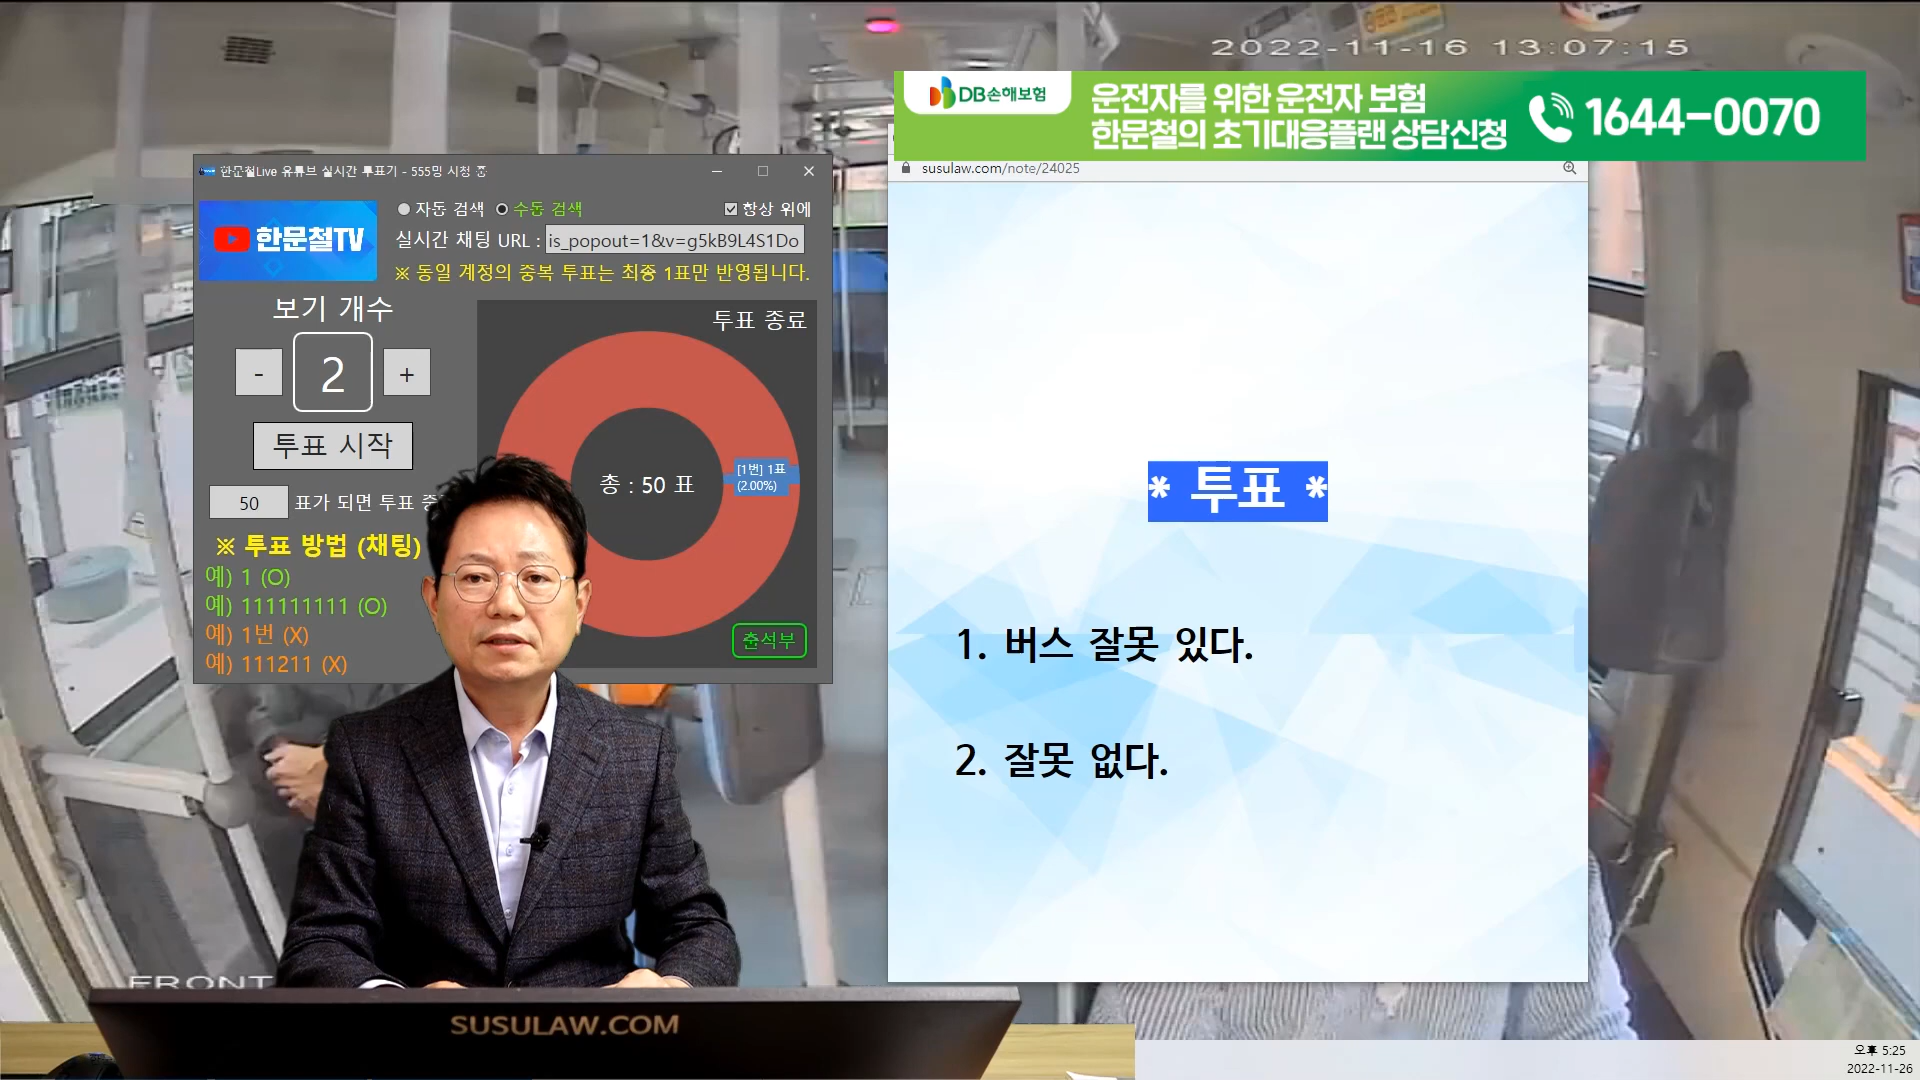 2022-11-16 13:07:15
DB손해보험
운전자를 위한 운전자 보험
한문철의 초기대응플랜 상담신청
1644-0070
한문철Live 유튜브 실시간 투표기 - 555명 시청 중
susulaw.com/note/24025
한문철TV
자동 검색 수동 검색 항상 위에
실시간 채팅 URL : is_popout=1&v=g5kB9L4S1Do
※ 동일 계정의 중복 투표는 최종 1표만 반영됩니다.
보기 개수
- 2 +
투표 시작
50 표가 되면 투표
※ 투표 방법 (채팅)
예) 1 (O)
예) 111111111 (O)
예) 1번 (X)
예) 111211 (X)
투표 종료
총 : 50 표
[1번] 1표
(2.00%)
출석부
* 투표 *
1. 버스 잘못 있다.
2. 잘못 없다.
FRONT
SUSULAW.COM
오후 5:25
2022-11-26